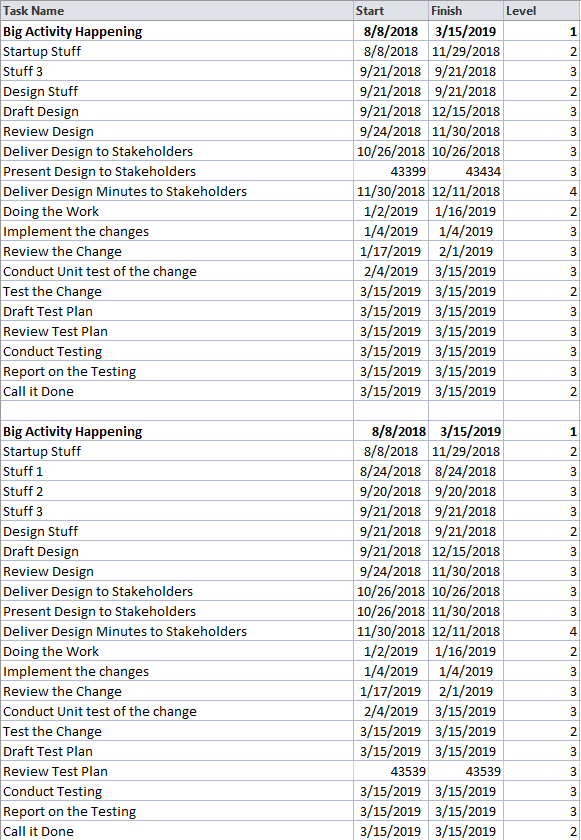 Task Name Start Finish Level
Big Activity Happening 8/8/2018 3/15/2019 1
Startup Stuff 8/8/2018 11/29/2018 2
Stuff 3 9/21/2018 9/21/2018 3
Design Stuff 9/21/2018 9/21/2018 2
Draft Design 9/21/2018 12/15/2018 3
Review Design 9/24/2018 11/30/2018 3
Deliver Design to Stakeholders 10/26/2018 10/26/2018 3
Present Design to Stakeholders 43399 43434 3
Deliver Design Minutes to Stakeholders 11/30/2018 12/11/2018 4
Doing the Work 1/2/2019 1/16/2019 2
Implement the changes 1/4/2019 1/4/2019 3
Review the Change 1/17/2019 2/1/2019 3
Conduct Unit test of the change 2/4/2019 3/15/2019 3
Test the Change 3/15/2019 3/15/2019 2
Draft Test Plan 3/15/2019 3/15/2019 3
Review Test Plan 3/15/2019 3/15/2019 3
Conduct Testing 3/15/2019 3/15/2019 3
Report on the Testing 3/15/2019 3/15/2019 3
Call it Done 3/15/2019 3/15/2019 2
Big Activity Happening 8/8/2018 3/15/2019 1
Startup Stuff 8/8/2018 11/29/2018 2
Stuff 1 8/24/2018 8/24/2018 3
Stuff 2 9/20/2018 9/20/2018 3
Stuff 3 9/21/2018 9/21/2018 3
Design Stuff 9/21/2018 9/21/2018 2
Draft Design 9/21/2018 12/15/2018 3
Review Design 9/24/2018 11/30/2018 3
Deliver Design to Stakeholders 10/26/2018 10/26/2018 3
Present Design to Stakeholders 10/26/2018 11/30/2018 3
Deliver Design Minutes to Stakeholders 11/30/2018 12/11/2018 4
Doing the Work 1/2/2019 1/16/2019 2
Implement the changes 1/4/2019 1/4/2019 3
Review the Change 1/17/2019 2/1/2019 3
Conduct Unit test of the change 2/4/2019 3/15/2019 3
Test the Change 3/15/2019 3/15/2019 2
Draft Test Plan 3/15/2019 3/15/2019 3
Review Test Plan 43539 43539 3
Conduct Testing 3/15/2019 3/15/2019 3
Report on the Testing 3/15/2019 3/15/2019 3
Call it Done 3/15/2019 3/15/2019 2